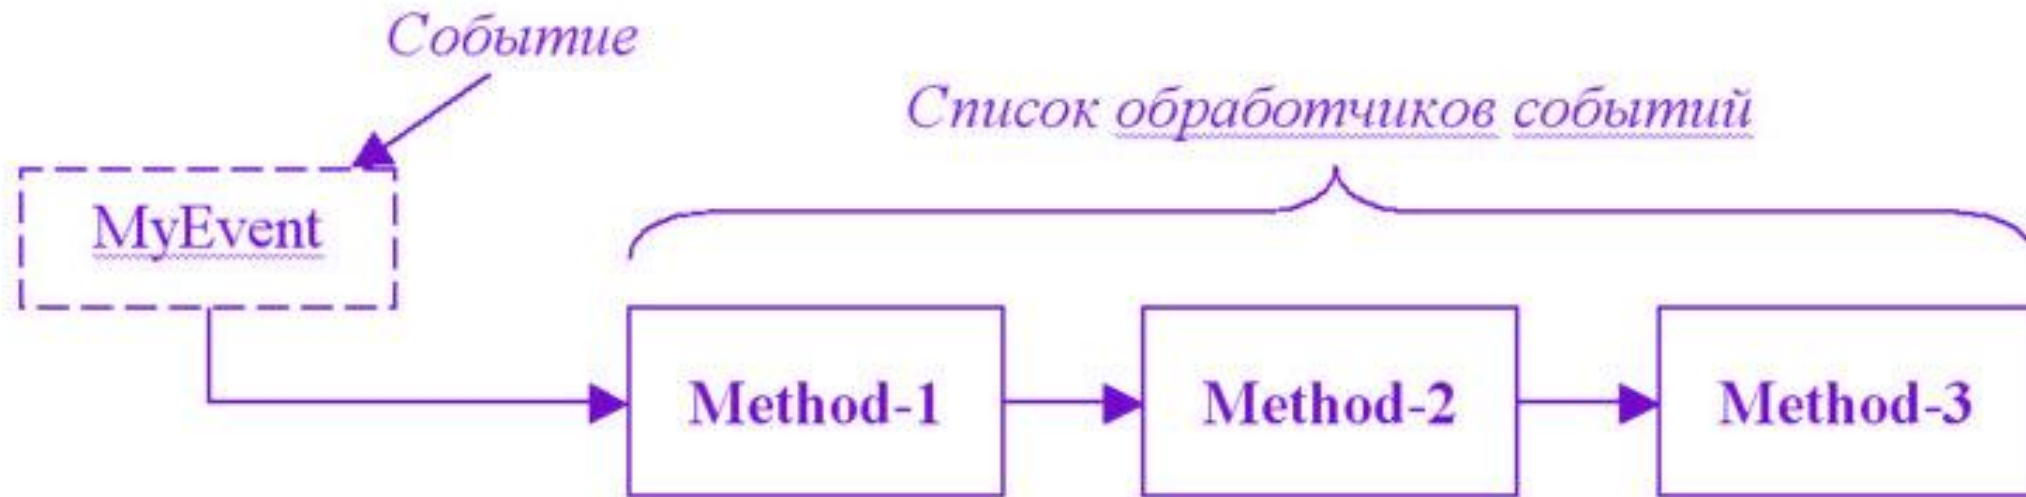 Событие
Список обработчиков событий
MyEvent
Method-1
Method-2
Method-3